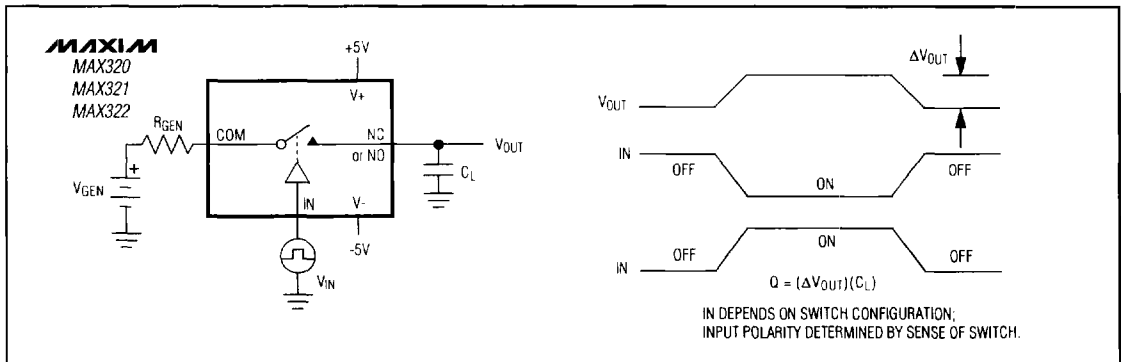 MAXIM
MAX320
MAX321
MAX322
+5V
V+
RGEN
COM
NC
or NO
VOUT
CL
VGEN
+
IN
V-
-5V
VIN
ΔVOUT
VOUT
IN
OFF
ON
OFF
IN
OFF
ON
OFF
Q = (ΔVOUT)(CL)
IN DEPENDS ON SWITCH CONFIGURATION;
INPUT POLARITY DETERMINED BY SENSE OF SWITCH.